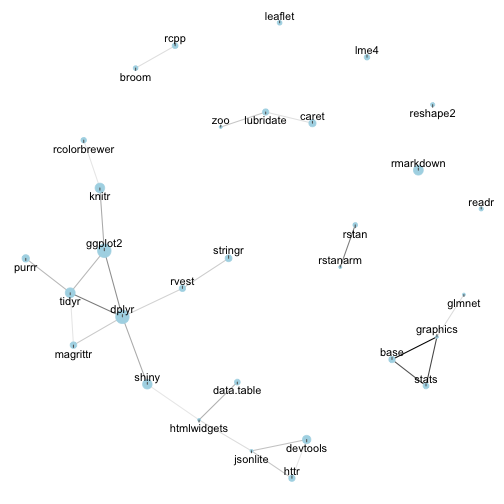 leaflet
rcpp
lme4
broom
reshape2
zoo
lubridate
caret
rcolorbrewer
rmarkdown
knitr
readr
rstan
ggplot2
stringr
rstanarm
purrr
rvest
tidyr
glmnet
dplyr
graphics
magrittr
base
shiny
stats
data.table
htmlwidgets
devtools
jsonlite
httr